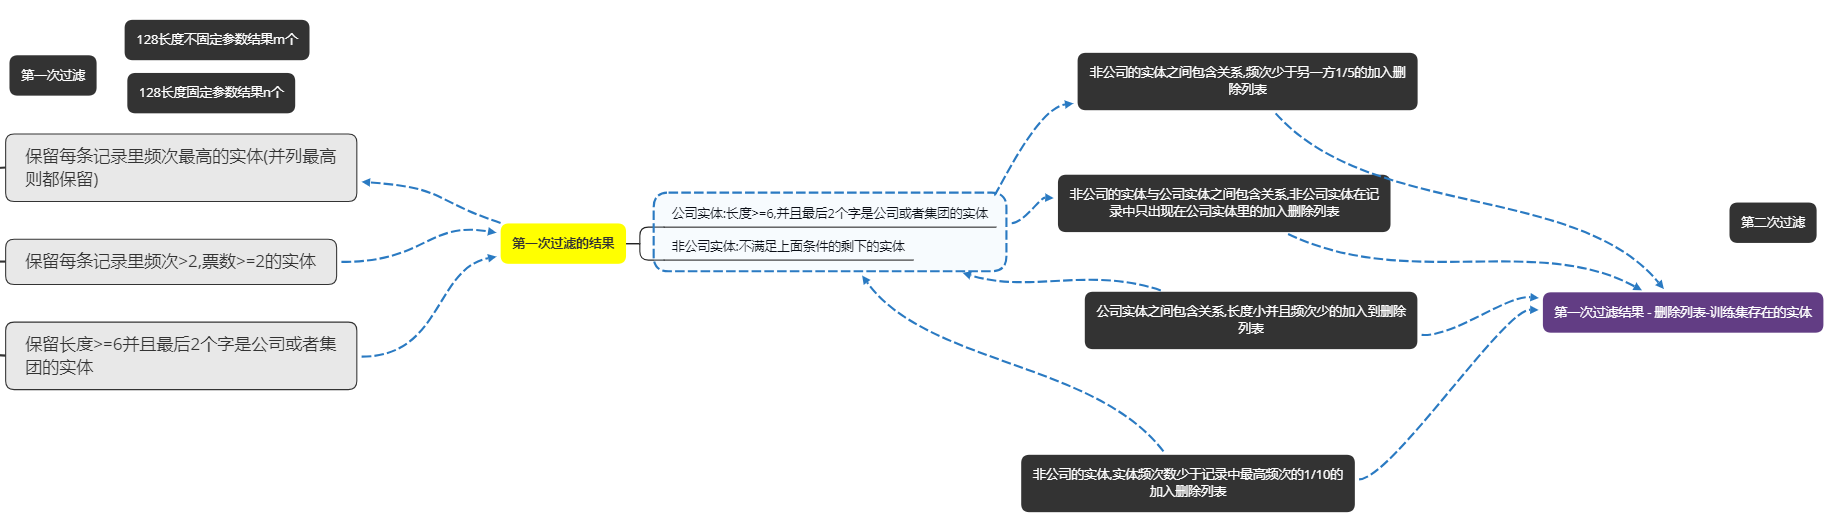 128长度不固定参数结果m个
第一次过滤
128长度固定参数结果n个
保留每条记录里频次最高的实体(并列最高
则都保留)
保留每条记录里频次>2,票数>=2的实体
保留长度>=6并且最后2个字是公司或者集
团的实体
第一次过滤的结果
公司实体:长度>=6,并且最后2个字是公司或者集团的实体
非公司实体:不满足上面条件的剩下的实体
非公司的实体之间包含关系,频次少于另一方1/5的加入删
除列表
非公司的实体与公司实体之间包含关系,非公司实体在记
录中只出现在公司实体里的加入删除列表
公司实体之间包含关系,长度小并且频次少的加入到删除
列表
非公司的实体,实体频次数少于记录中最高频次的1/10的
加入删除列表
第二次过滤
第一次过滤结果 - 删除列表-训练集存在的实体